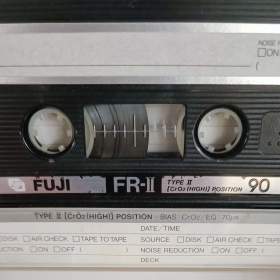 NOISE R
□ON
(
FUJI FR-II TYPE II [CrO2 (HIGH)] POSITION 90
TYPE II [CrO2 (HIGH)] POSITION · BIAS: CrO2/EQ: 70μs
DATE/TIME
□DISK □AIR CHECK □TAPE TO TAPE SOURCE □DISK □AIR CHECK
ON □OFF ( ) NOISE REDUCTION □ON □OFF (
DECK